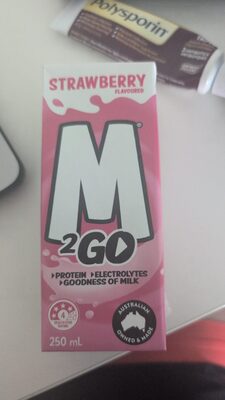 Polysporin
STRAWBERRY
FLAVOURED
M
2GO
PROTEIN ELECTROLYTES
GOODNESS OF MILK
250 mL
AUSTRALIAN
OWNED & MADE